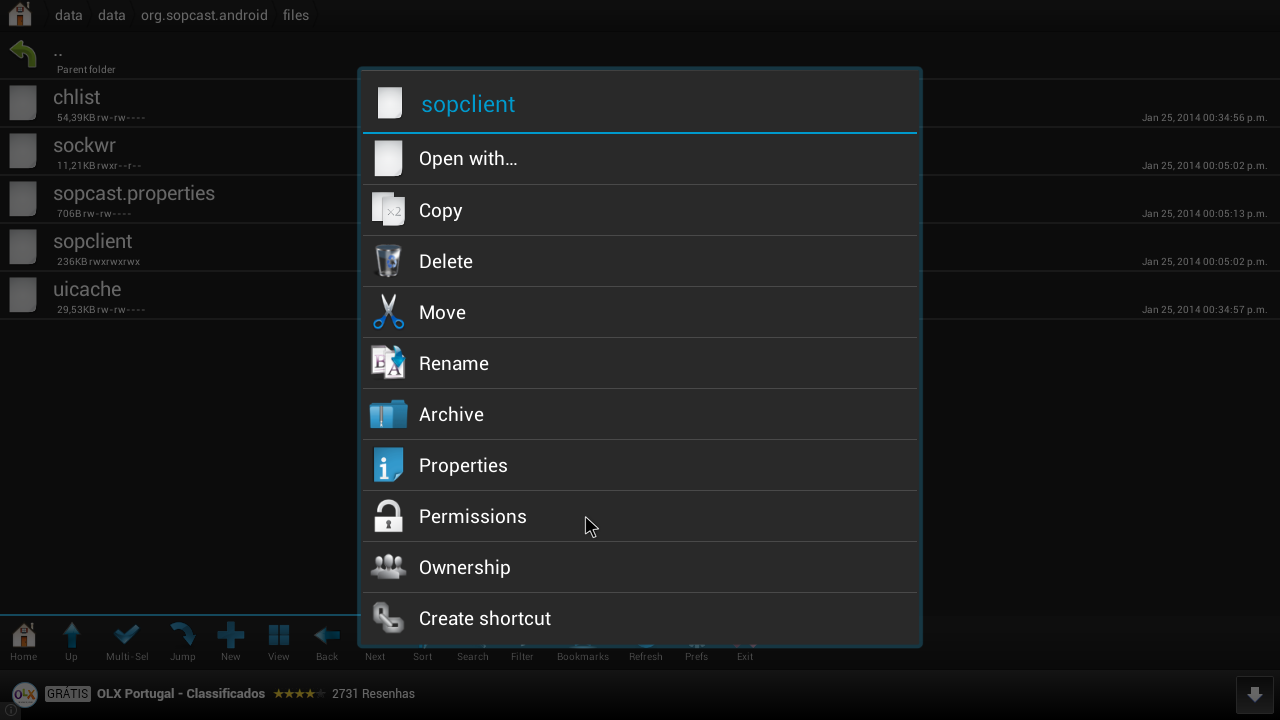 data data org.sopcast.android files
..
Parent folder
chlist
54,39KB rw-rw---- Jan 25, 2014 00:34:56 p.m.
sockwr
11,21KB rwxr--r-- Jan 25, 2014 00:05:02 p.m.
sopcast.properties
706B rw-rw---- Jan 25, 2014 00:05:13 p.m.
sopclient
236KB rwxrwxrwx Jan 25, 2014 00:05:02 p.m.
uicache
29,53KB rw-rw---- Jan 25, 2014 00:34:57 p.m.
sopclient
Open with...
x2
Copy
Delete
Move
B A
Rename
Archive
Properties
Permissions
Ownership
Create shortcut
Home Up Multi-Sel Jump New View Back Next Sort Search Filter Bookmarks Refresh Prefs Exit
OLX GRÁTIS OLX Portugal - Classificados 2731 Resenhas